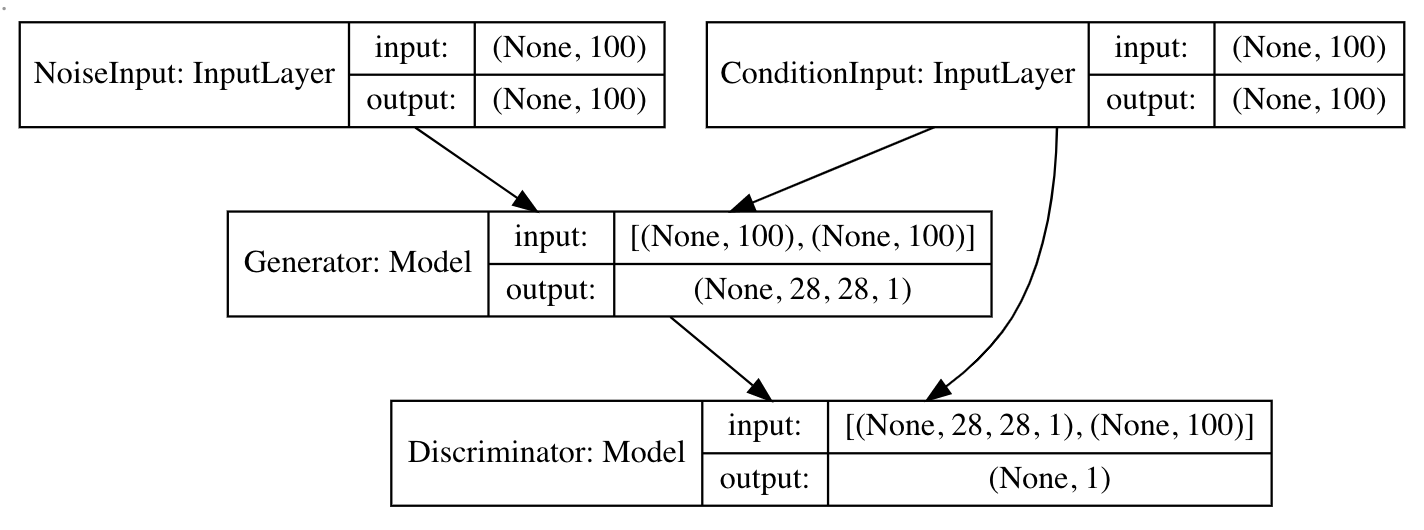 NoiseInput: InputLayer
input: (None, 100)
output: (None, 100)
ConditionInput: InputLayer
input: (None, 100)
output: (None, 100)
Generator: Model
input: [(None, 100), (None, 100)]
output: (None, 28, 28, 1)
Discriminator: Model
input: [(None, 28, 28, 1), (None, 100)]
output: (None, 1)